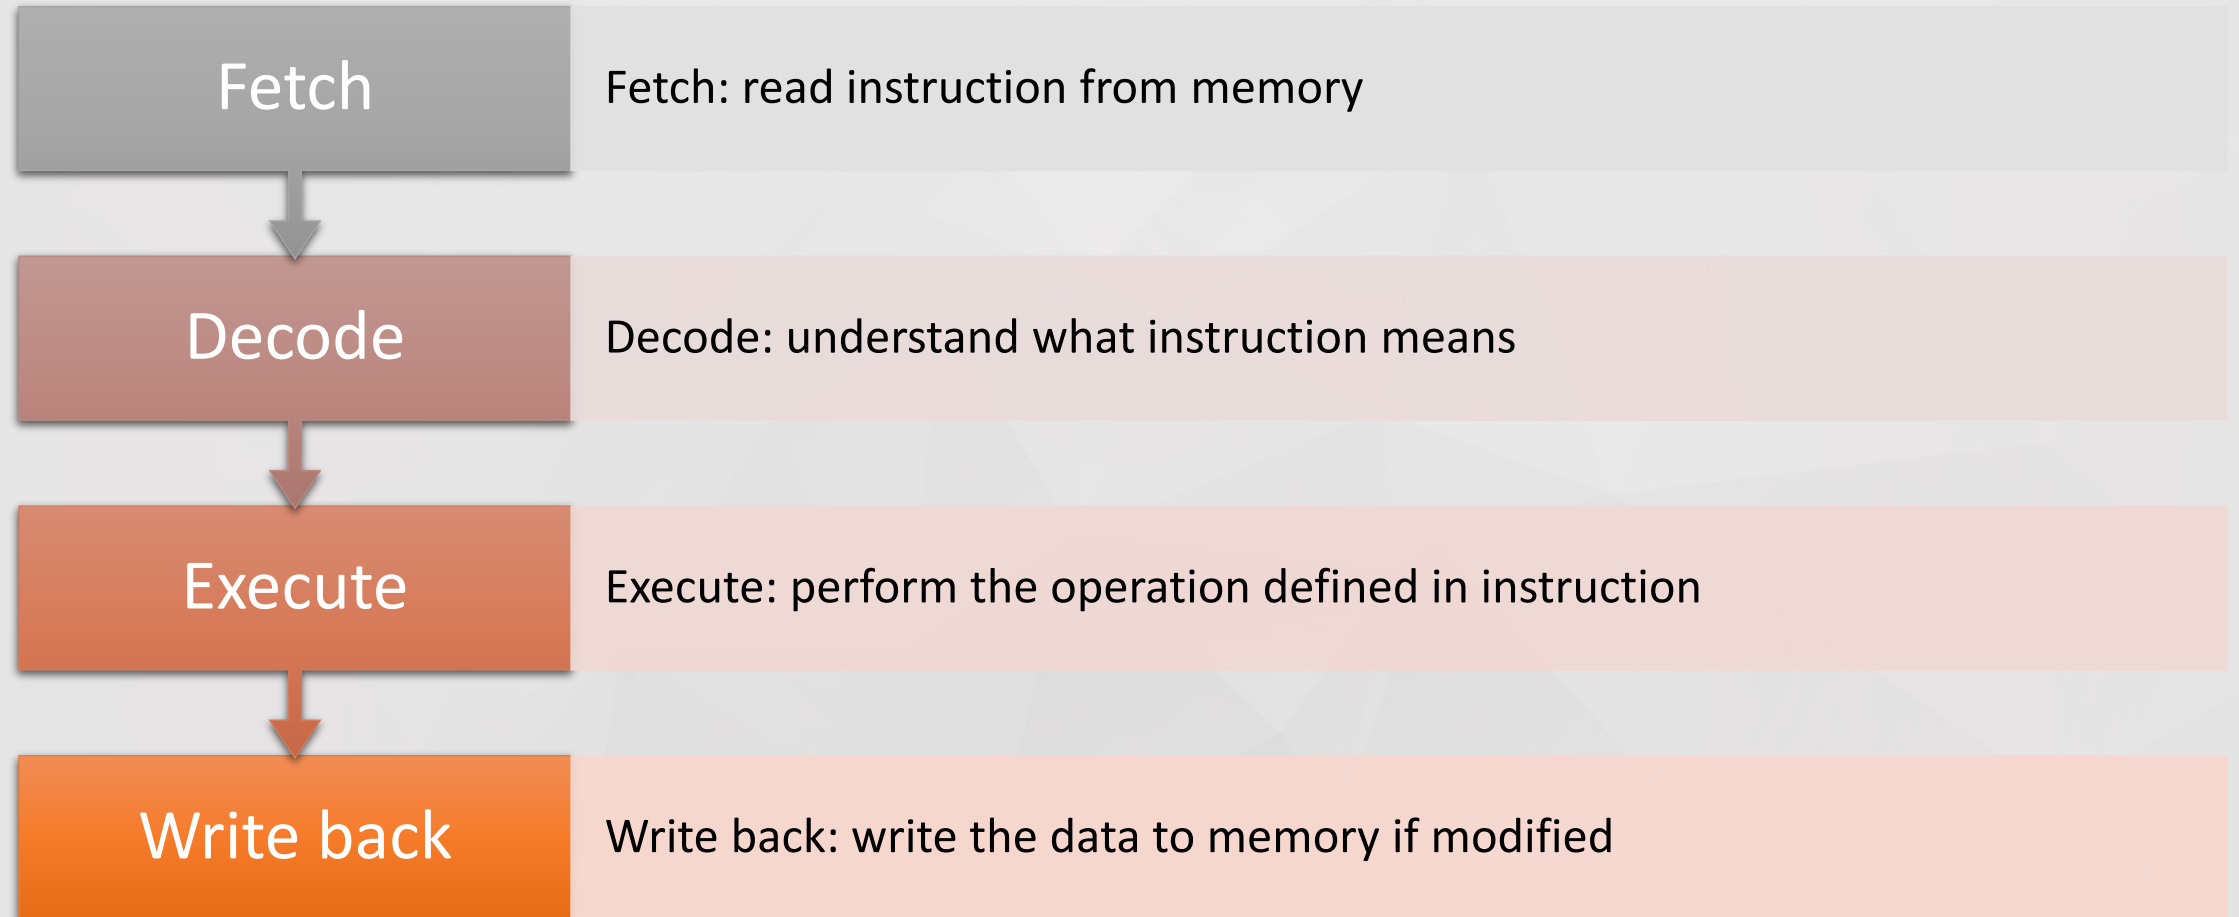 Fetch
Fetch: read instruction from memory
Decode
Decode: understand what instruction means
Execute
Execute: perform the operation defined in instruction
Write back
Write back: write the data to memory if modified